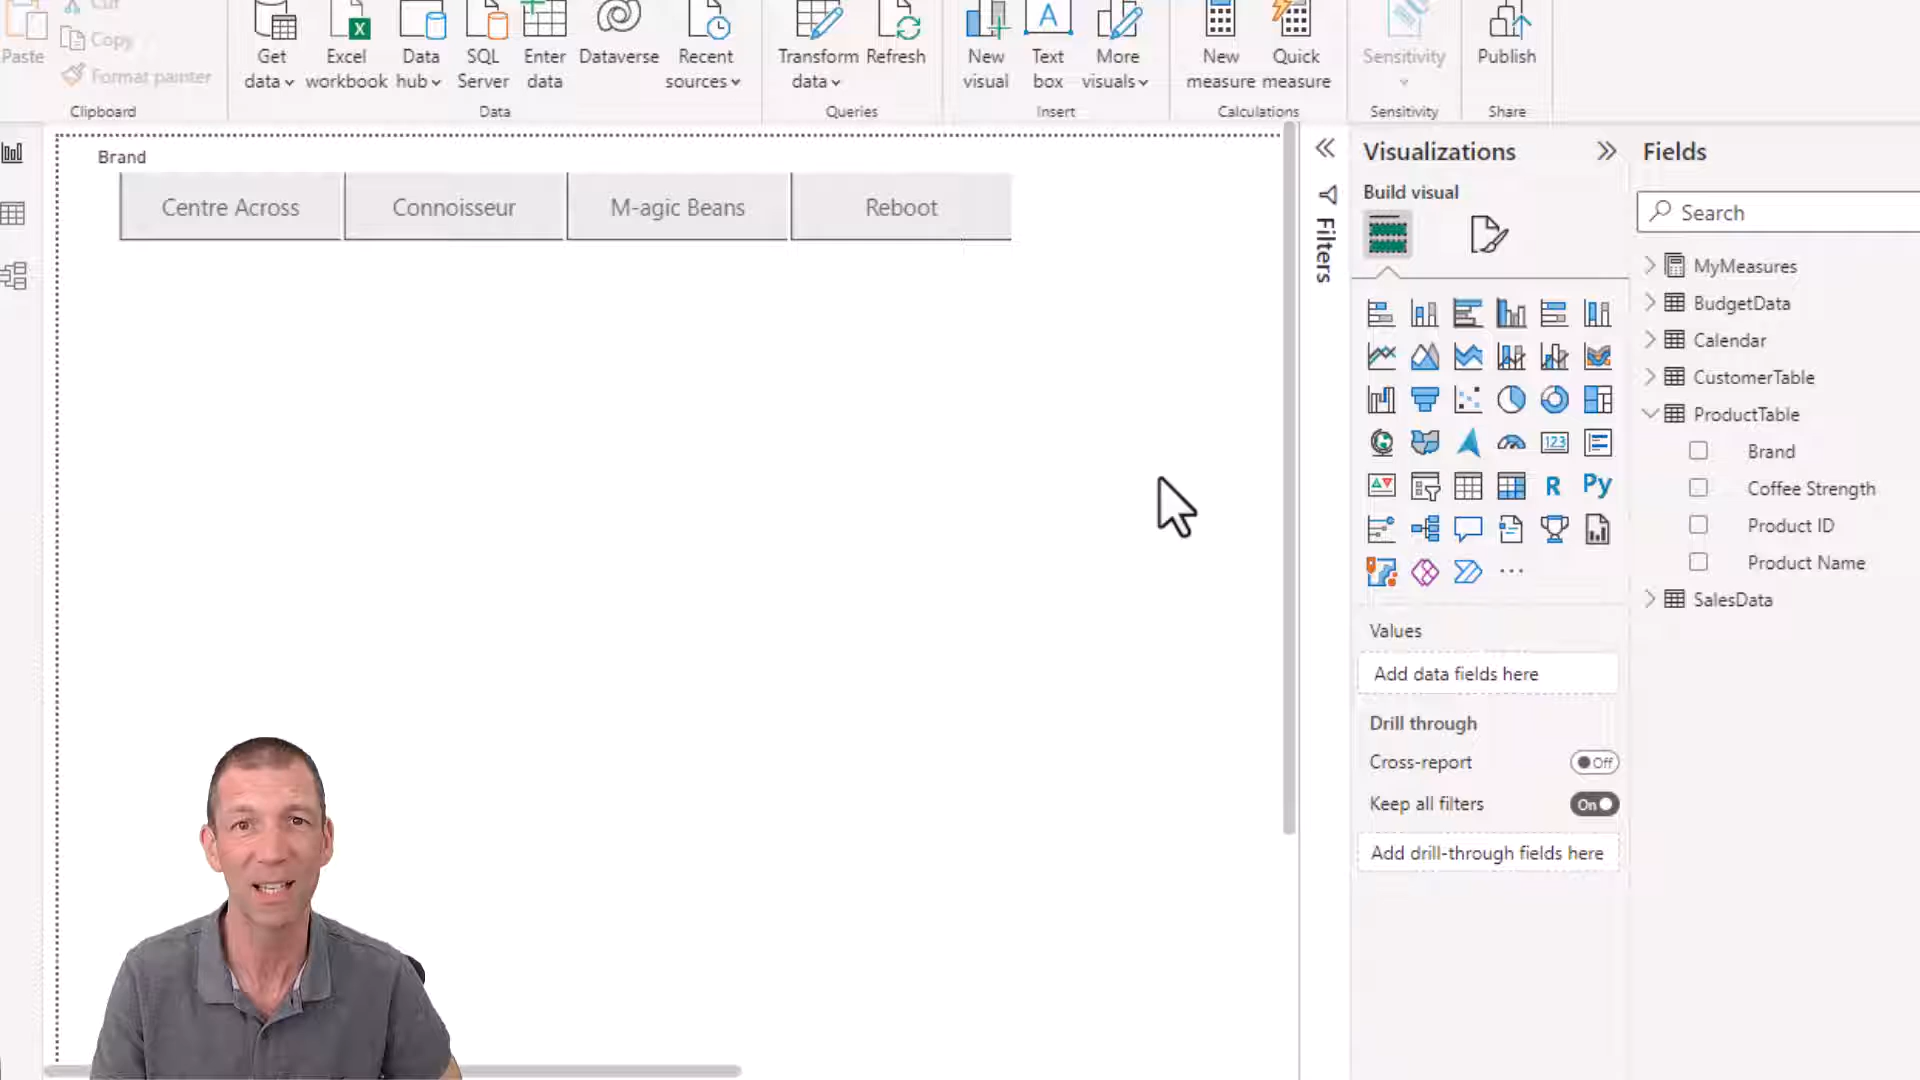 Cut
Paste
Copy
Format painter
Clipboard
Get data
Excel workbook
Data hub
SQL Server
Enter data
Dataverse
Recent sources
Data
Transform data
Refresh
Queries
New visual
Text box
More visuals
Insert
New measure
Quick measure
Calculations
Sensitivity
Sensitivity
Publish
Share
Brand
Centre Across
Connoisseur
M-agic Beans
Reboot
Filters
Visualizations
Build visual
123
R
Py
Values
Add data fields here
Drill through
Cross-report
Off
Keep all filters
On
Add drill-through fields here
Fields
Search
MyMeasures
BudgetData
Calendar
CustomerTable
ProductTable
Brand
Coffee Strength
Product ID
Product Name
SalesData